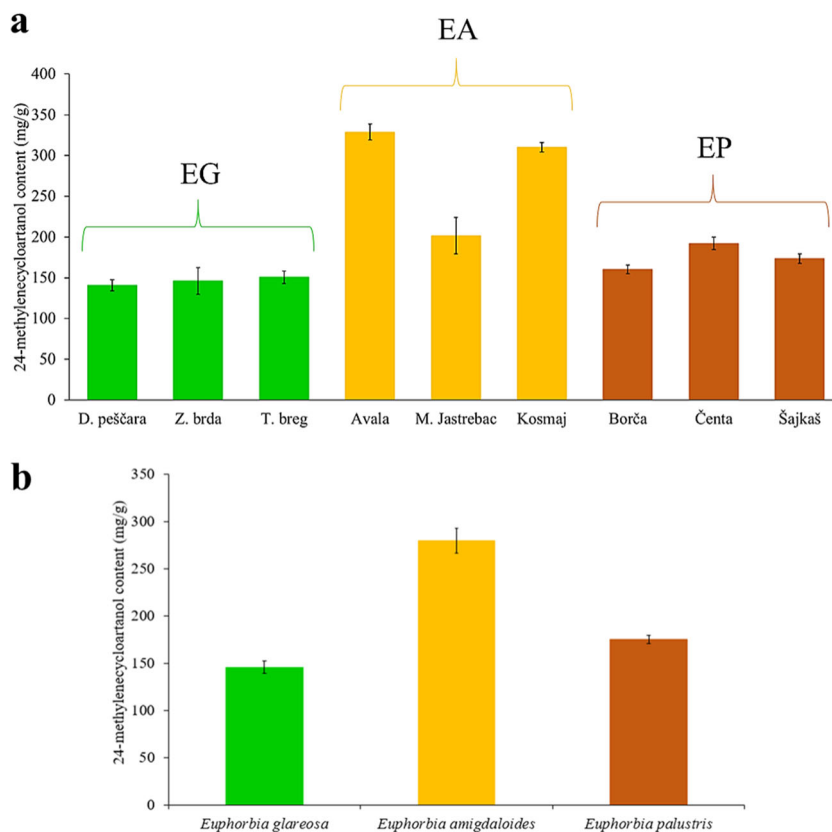 a
EA
24-methylenecycloartanol content (mg/g)
400
350
300
250
200
150
100
50
0
EG
EP
D. peščara Z. brda T. breg Avala M. Jastrebac Kosmaj Borča Čenta Šajkaš
b
24-methylenecycloartanol content (mg/g)
350
300
250
200
150
100
50
0
Euphorbia glareosa Euphorbia amigdaloides Euphorbia palustris